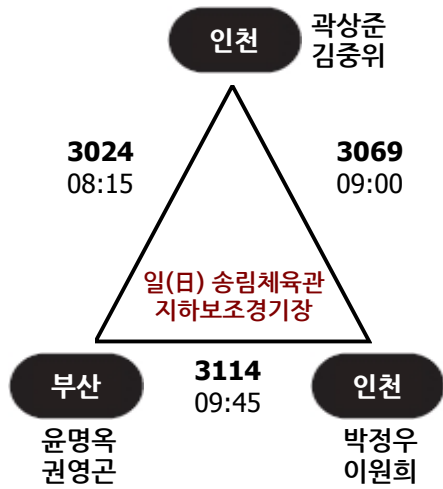 인천
곽상준
김중위
3024
08:15
3069
09:00
일(日) 송림체육관
지하보조경기장
부산
3114
09:45
인천
윤명옥
권영곤
박정우
이원희